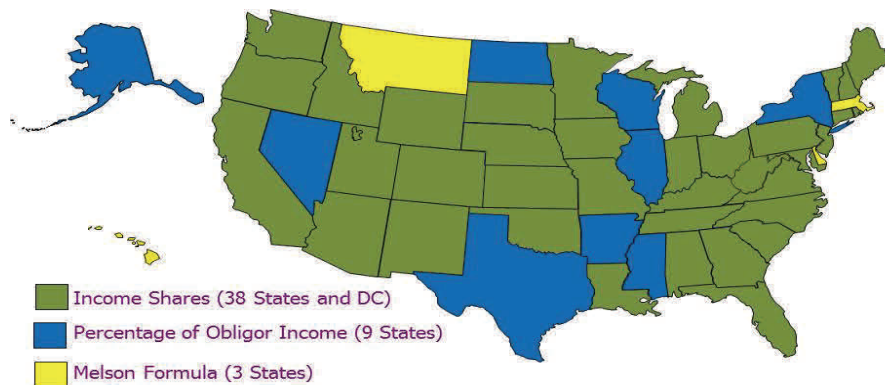 Income Shares (38 States and DC)
Percentage of Obligor Income (9 States)
Melson Formula (3 States)